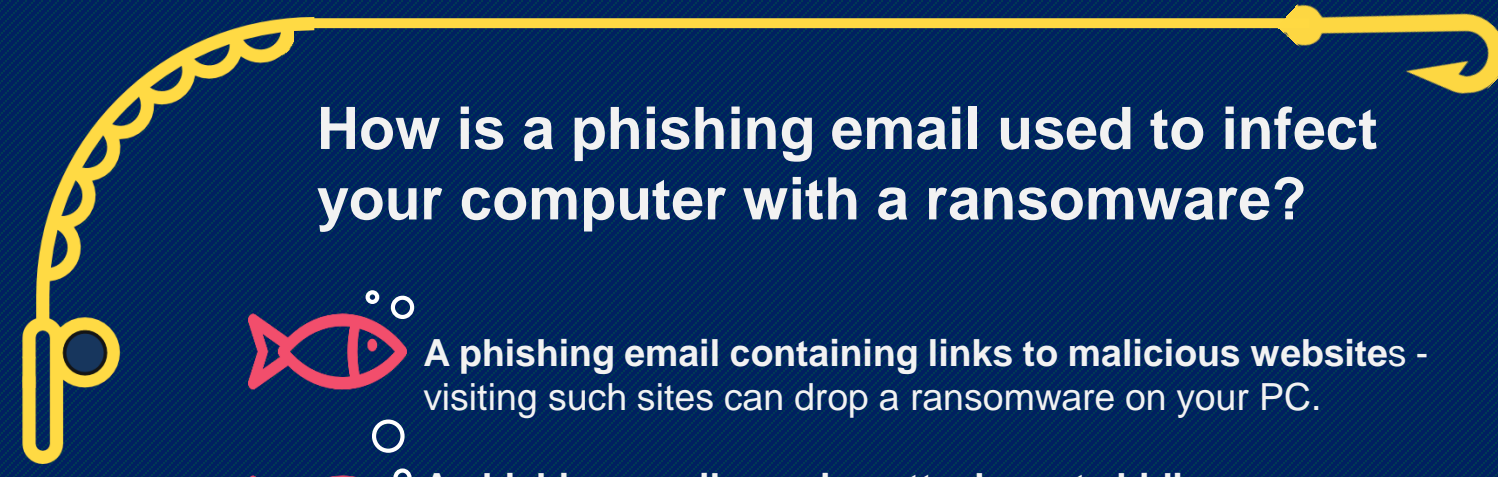 How is a phishing email used to infect
your computer with a ransomware?
A phishing email containing links to malicious websites -
visiting such sites can drop a ransomware on your PC.